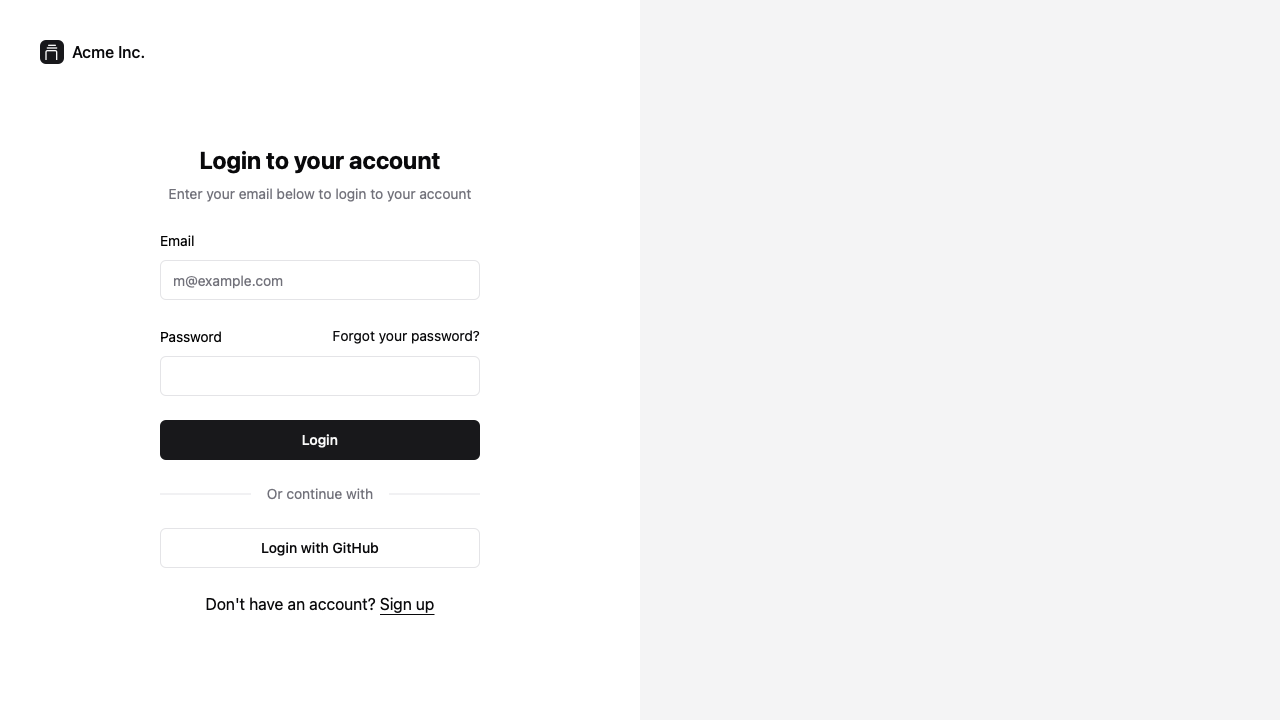 Acme Inc.
Login to your account
Enter your email below to login to your account
Email
m@example.com
Password
Forgot your password?
Login
Or continue with
Login with GitHub
Don't have an account? Sign up